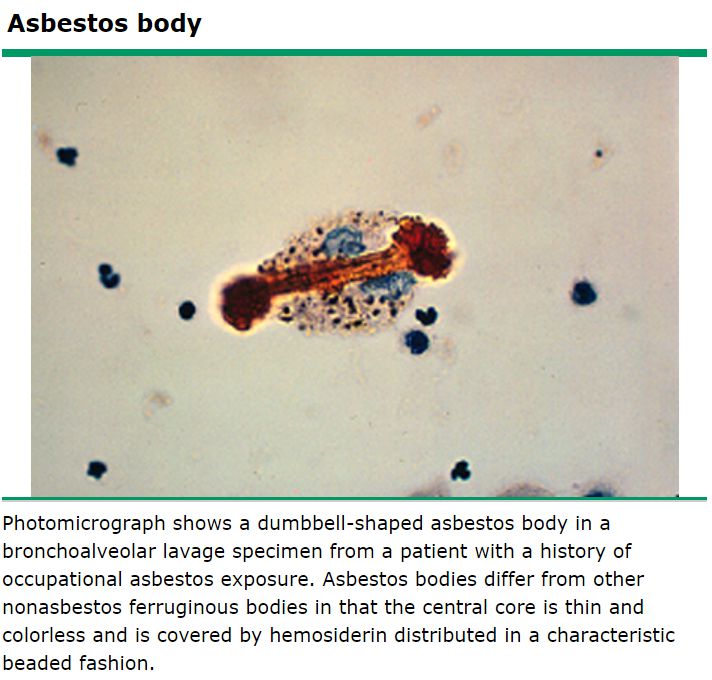 Asbestos body
Photomicrograph shows a dumbbell-shaped asbestos body in a
bronchoalveolar lavage specimen from a patient with a history of
occupational asbestos exposure. Asbestos bodies differ from other
nonasbestos ferruginous bodies in that the central core is thin and
colorless and is covered by hemosiderin distributed in a characteristic
beaded fashion.